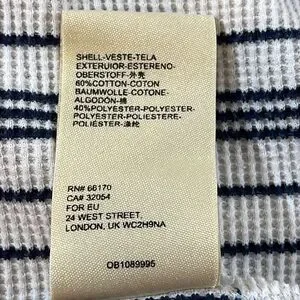 SHELL-VESTE-TELA
EXTERUIOR-ESTERENO-
OBERSTOFF-外壳
60%COTTON-COTON
BAUMWOLLE-COTONE-
ALGODÓN-棉
40%POLYESTER-POLYESTER-
POLYESTER-POLIESTERE-
POLIÉSTER-涤纶
RN# 66170
CA# 32054
FOR EU
24 WEST STREET,
LONDON, UK WC2H9NA
OB1089995